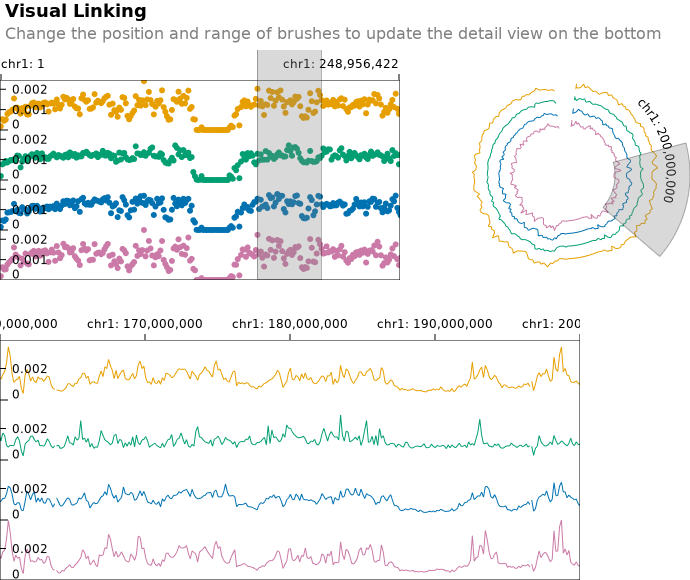 Visual Linking
Change the position and range of brushes to update the detail view on the bottom
chr1: 1
chr1: 248,956,422
0.002
0.001
0
0.002
0.001
0
0.002
0.001
0
0.002
0.001
0
chr1: 200,000,000
0,000,000
chr1: 170,000,000
chr1: 180,000,000
chr1: 190,000,000
chr1: 200
0.002
0
0.002
0
0.002
0
0.002
0